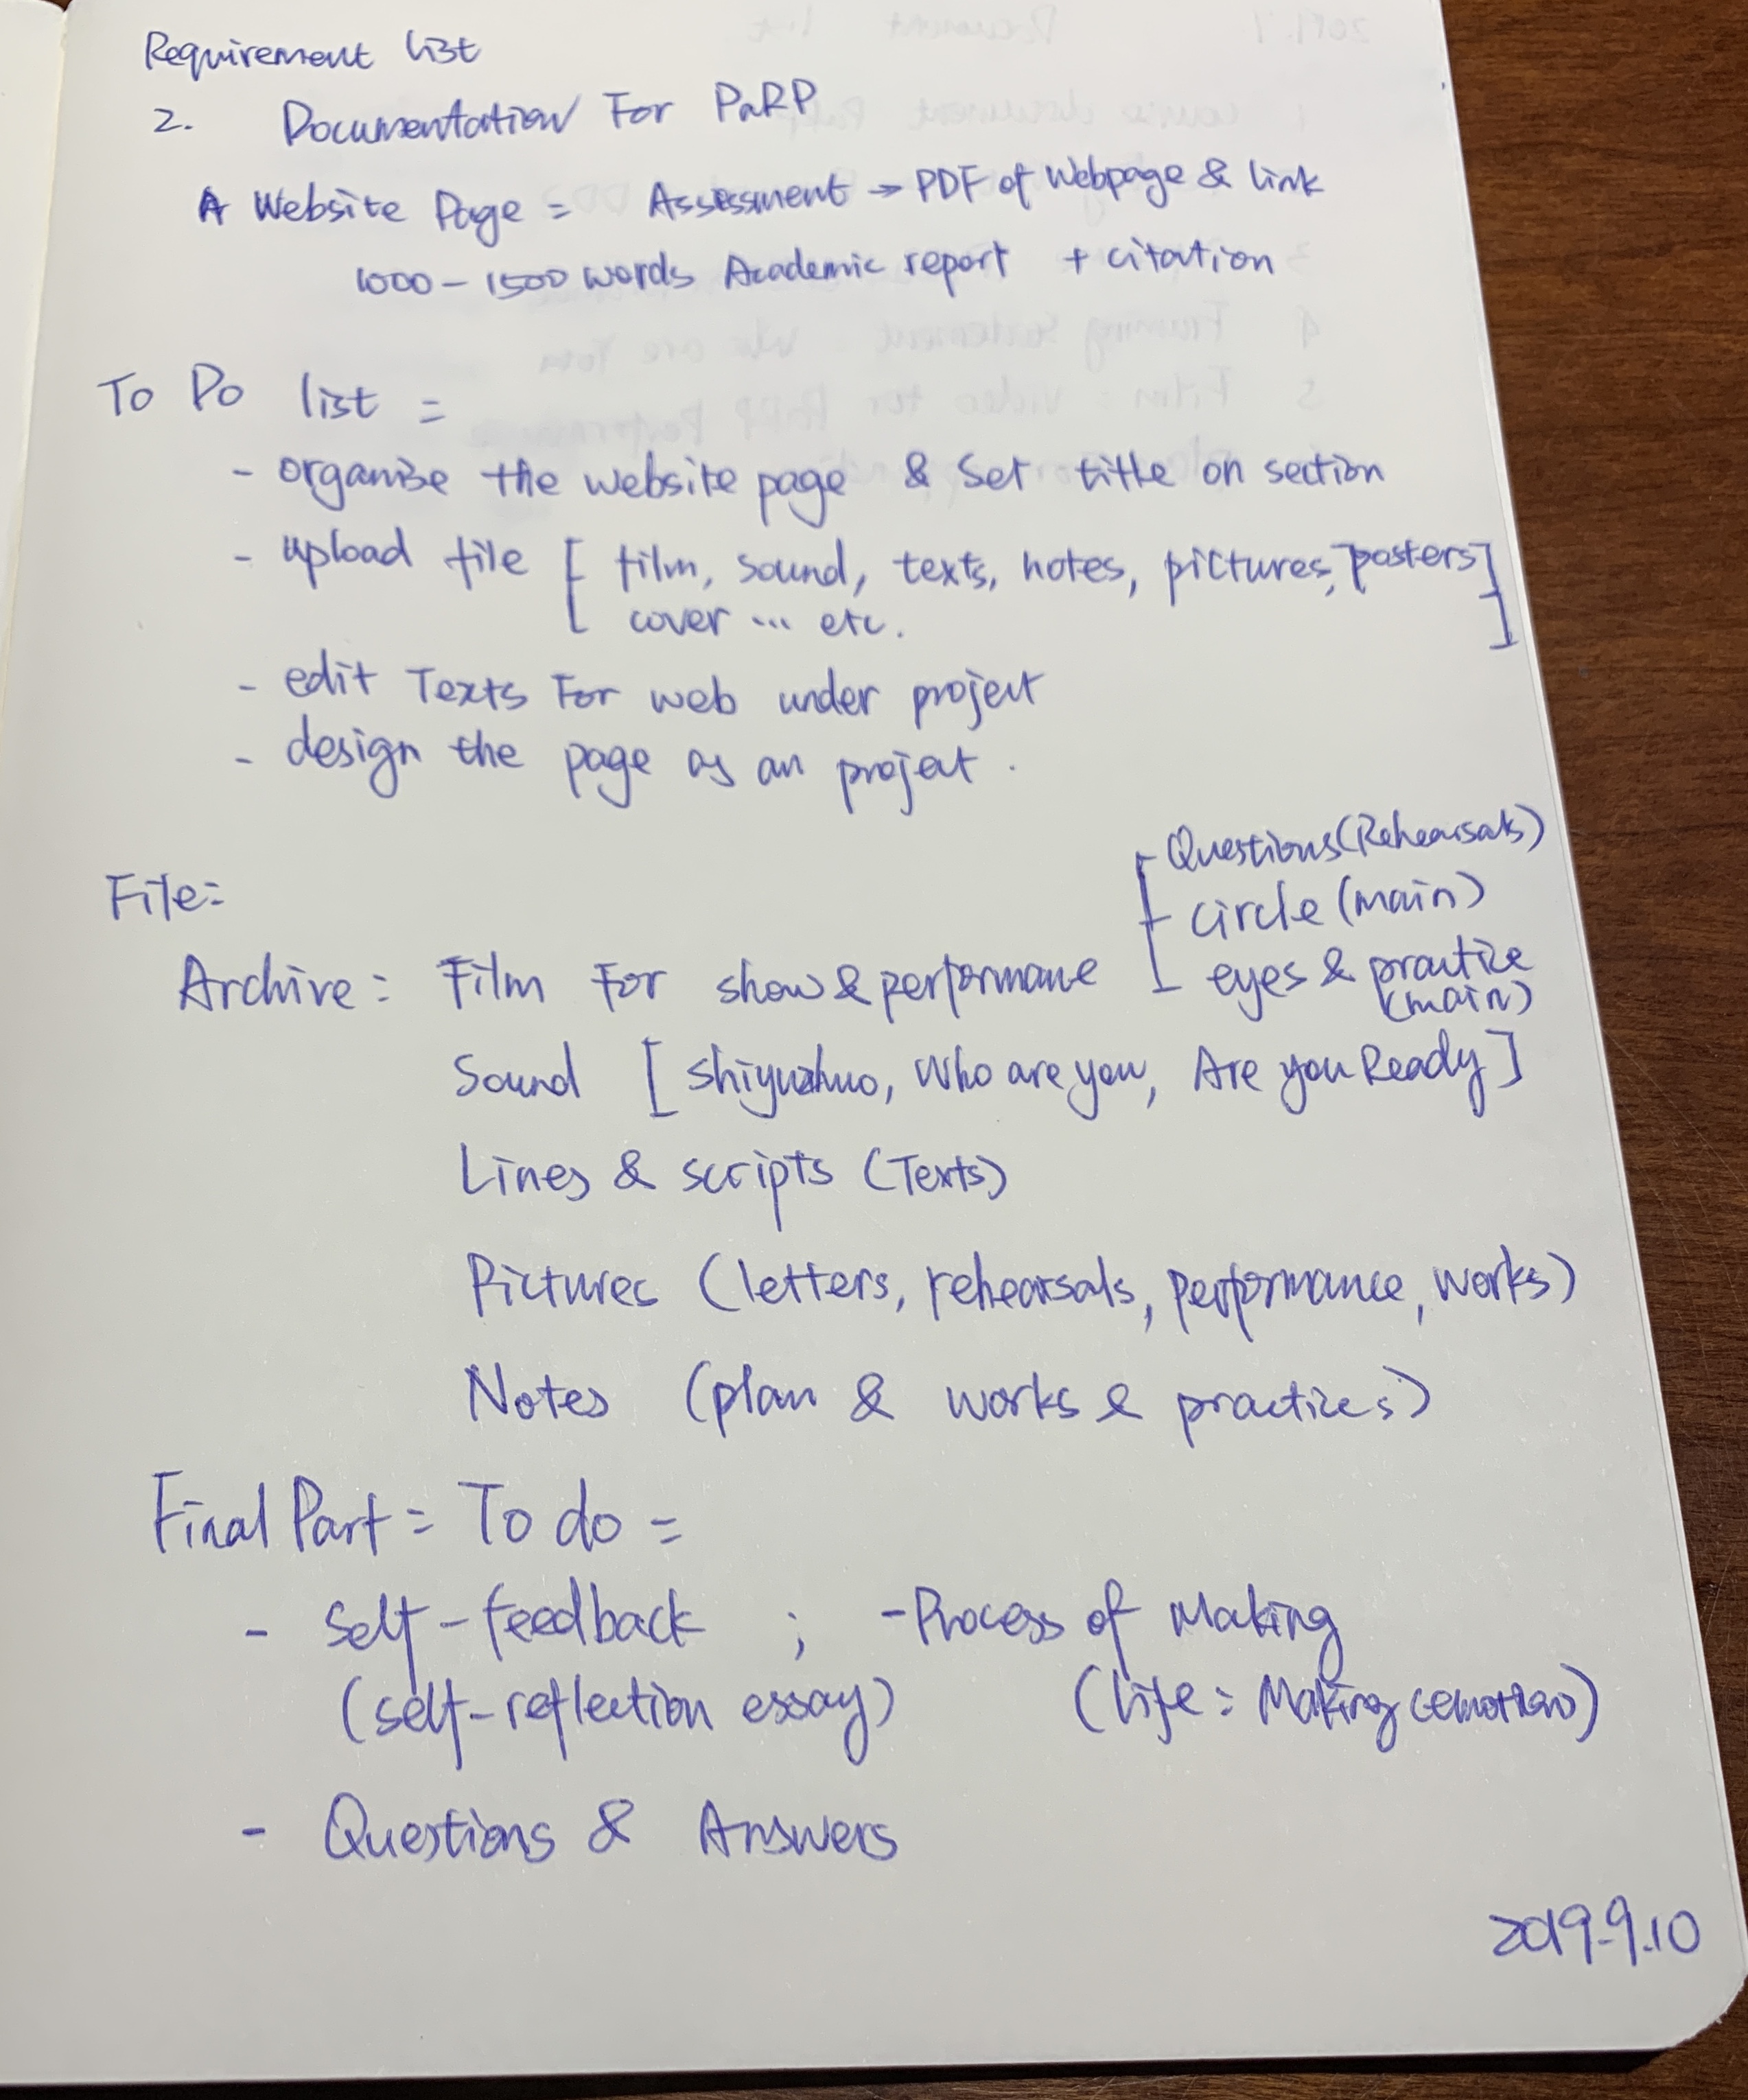 Requirement list
2. Documentation For PaRP
A Website Page = Assessment → PDF of Webpage & link
1000 – 1500 words Academic report + citation
To Do list =
- organise the website page & Set title on section
- upload file [ film, sound, texts, notes, pictures, posters]
cover ... etc. ]
- edit Texts For web under project
- design the page as an project.
File:
Questions (Rehearsals)
circle (main)
Archive: Film For show & performance eyes & practice
(main)
Sound [ shiyuzhuo, Who are you, Are you Ready ]
Lines & scripts (Texts)
Pictures (letters, rehearsals, performance, works)
Notes (plan & works & practices)
Final Part = To do =
- Self-feedback ; - Process of Making
(self-reflection essay) (life = Making (emotion)
- Questions & Answers
2019.9.10